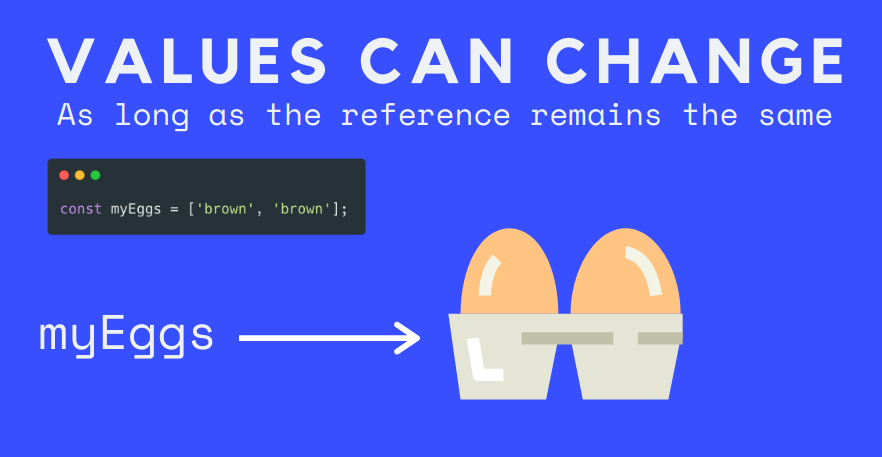 VALUES CAN CHANGE
As long as the reference remains the same
const myEggs = ['brown', 'brown'];
myEggs